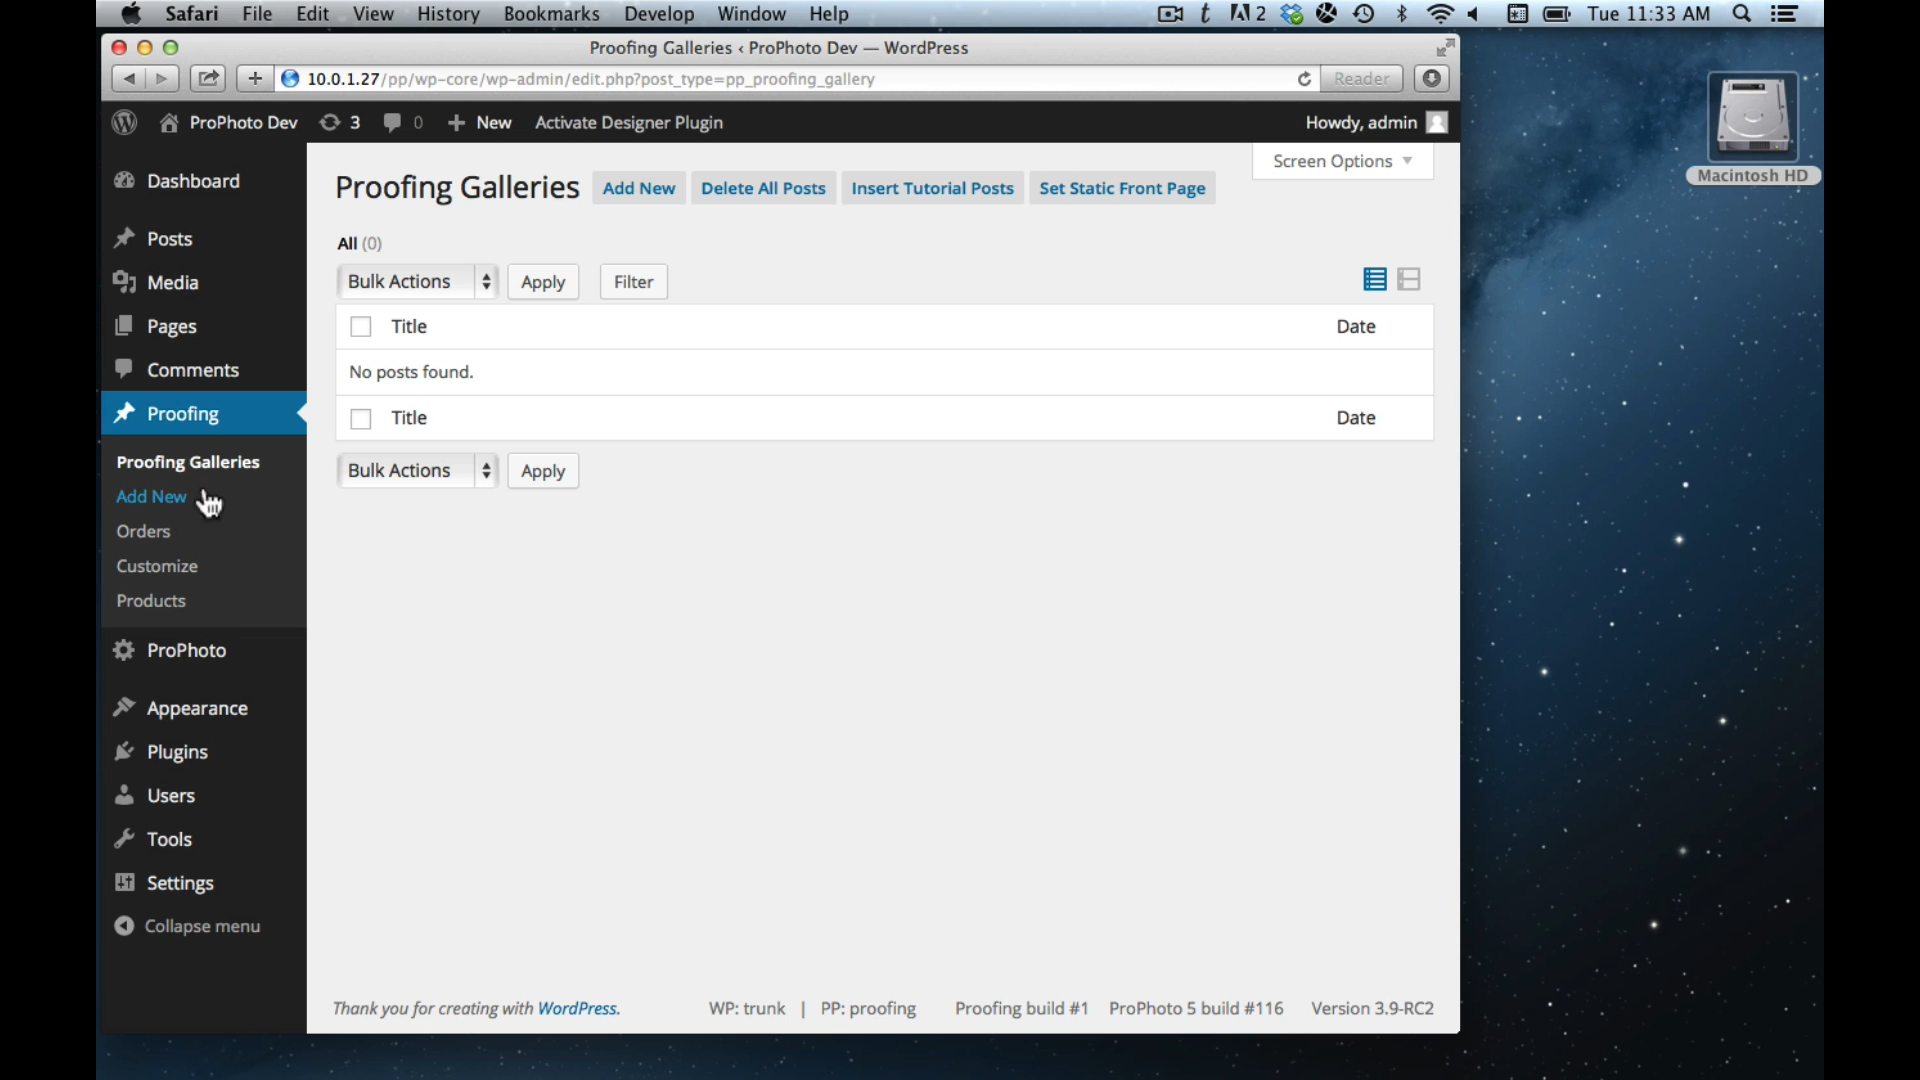 Safari File Edit View History Bookmarks Develop Window Help
2 Tue 11:33 AM
Proofing Galleries ‹ ProPhoto Dev — WordPress
10.0.1.27/pp/wp-core/wp-admin/edit.php?post_type=pp_proofing_gallery
Reader
Macintosh HD
ProPhoto Dev 3 0 New Activate Designer Plugin
Howdy, admin
Screen Options
Dashboard
Posts
Media
Pages
Comments
Proofing
Proofing Galleries
Add New
Orders
Customize
Products
ProPhoto
Appearance
Plugins
Users
Tools
Settings
Collapse menu
Proofing Galleries Add New Delete All Posts Insert Tutorial Posts Set Static Front Page
All (0)
Bulk Actions Apply Filter
Title Date
No posts found.
Title Date
Bulk Actions Apply
Thank you for creating with WordPress. WP: trunk | PP: proofing Proofing build #1 ProPhoto 5 build #116 Version 3.9-RC2